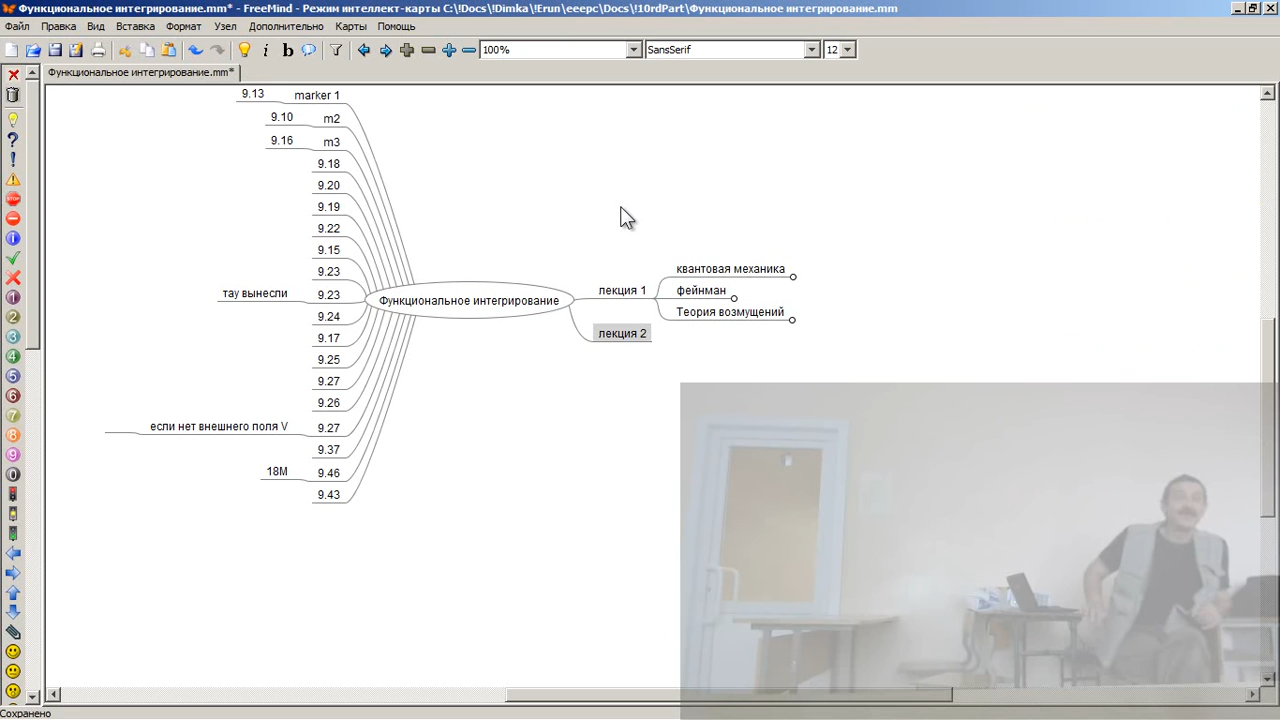 Функциональное интегрирование.mm* - FreeMind - Режим интеллект-карты C:\!Docs\!Dimka\!Erun\eeepc\Docs\!10rdPart\Функциональное интегрирование.mm
Файл Правка Вид Вставка Формат Узел Дополнительно Карты Помощь
100% SansSerif 12
Функциональное интегрирование.mm*
9.13 marker 1
9.10 m2
9.16 m3
9.18
9.20
9.19
9.22
9.15
9.23
тау вынесли 9.23
9.24
9.17
9.25
9.27
9.26
если нет внешнего поля V 9.27
9.37
18М 9.46
9.43
Функциональное интегрирование
лекция 1
квантовая механика
фейнман
Теория возмущений
лекция 2
Сохранено